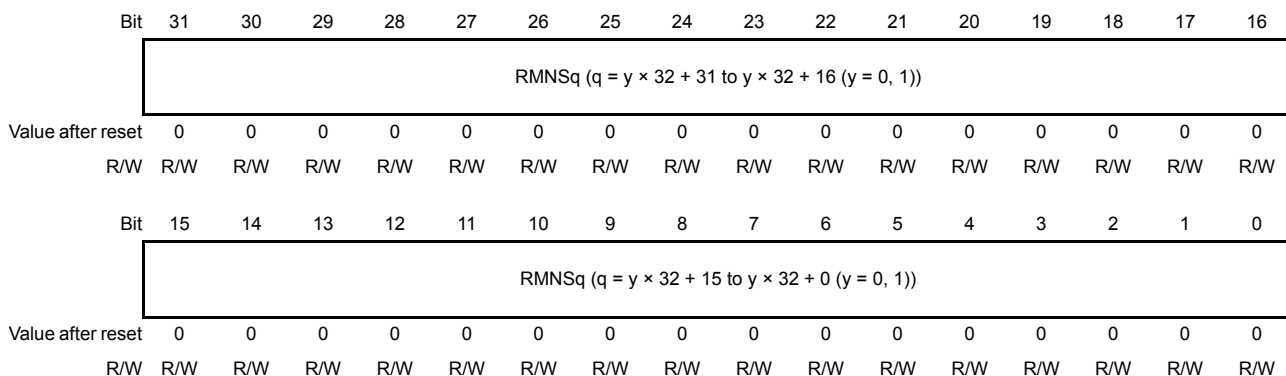 Bit 31 30 29 28 27 26 25 24 23 22 21 20 19 18 17 16
RMNSq (q = y × 32 + 31 to y × 32 + 16 (y = 0, 1))
Value after reset 0 0 0 0 0 0 0 0 0 0 0 0 0 0 0 0
R/W R/W R/W R/W R/W R/W R/W R/W R/W R/W R/W R/W R/W R/W R/W R/W R/W
Bit 15 14 13 12 11 10 9 8 7 6 5 4 3 2 1 0
RMNSq (q = y × 32 + 15 to y × 32 + 0 (y = 0, 1))
Value after reset 0 0 0 0 0 0 0 0 0 0 0 0 0 0 0 0
R/W R/W R/W R/W R/W R/W R/W R/W R/W R/W R/W R/W R/W R/W R/W R/W R/W